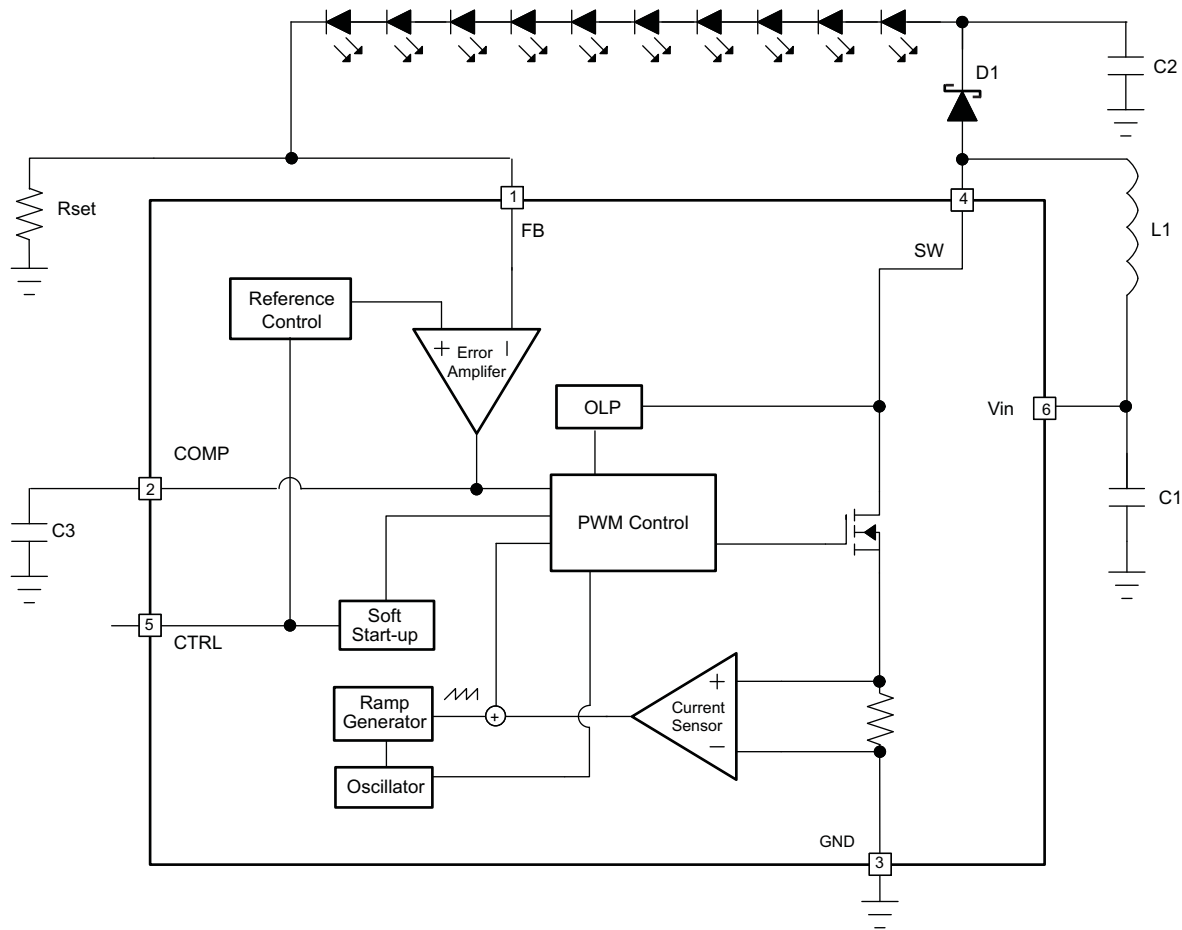 D1
C2
Rset
1
4
FB
L1
SW
Reference
Control
+ Error
Amplifer
OLP
Vin
6
COMP
2
C3
PWM Control
C1
5
CTRL
Soft
Start-up
Ramp
Generator
+
+
Current
Sensor
−
Oscillator
GND
3